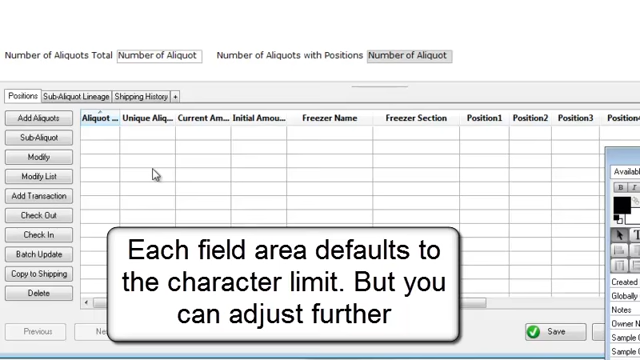 Number of Aliquots Total Number of Aliquot Number of Aliquots with Positions Number of Aliquot
Positions Sub-Aliquot Lineage Shipping History +
Add Aliquots Aliquot ... Unique Aliq... Current Am... Initial Amou... Freezer Name Freezer Section Position1 Position2 Position3 Position4
Sub-Aliquot
Modify
Modify List
Add Transaction
Check Out
Check In
Batch Update
Copy to Shipping
Delete
Each field area defaults to
the character limit. But you
can adjust further
Previous Save
Availabl
B I
T
Created
Globally
Notes
Owner N
Sample C
Sample C